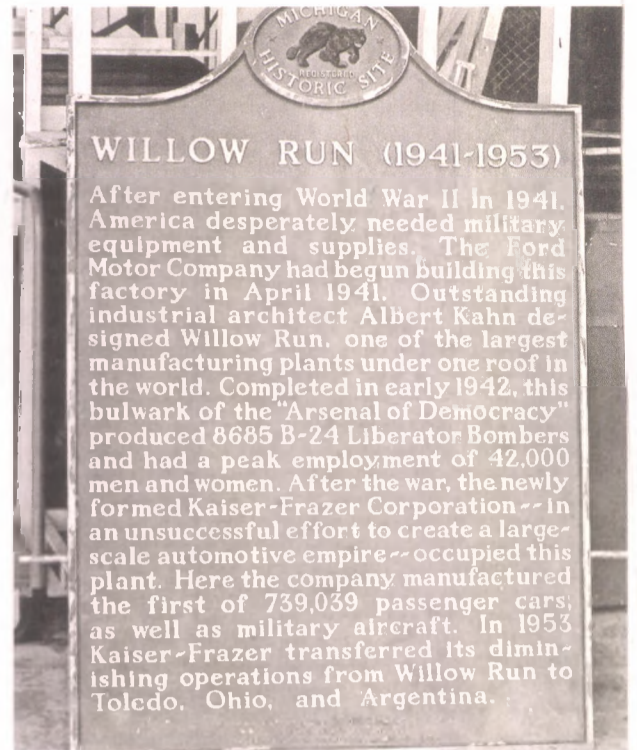 MICHIGAN
REGISTERED
HISTORIC SITE
WILLOW RUN (1941-1953)
After entering World War II in 1941,
America desperately needed military
equipment and supplies. The Ford
Motor Company had begun building this
factory in April 1941. Outstanding
industrial architect Albert Kahn de-
signed Willow Run, one of the largest
manufacturing plants under one roof in
the world. Completed in early 1942, this
bulwark of the "Arsenal of Democracy"
produced 8685 B-24 Liberator Bombers
and had a peak employment of 42,000
men and women. After the war, the newly
formed Kaiser-Frazer Corporation--in
an unsuccessful effort to create a large-
scale automotive empire--occupied this
plant. Here the company manufactured
the first of 739,039 passenger cars,
as well as military aircraft. In 1953
Kaiser-Frazer transferred its dimin-
ishing operations from Willow Run to
Toledo, Ohio, and Argentina.